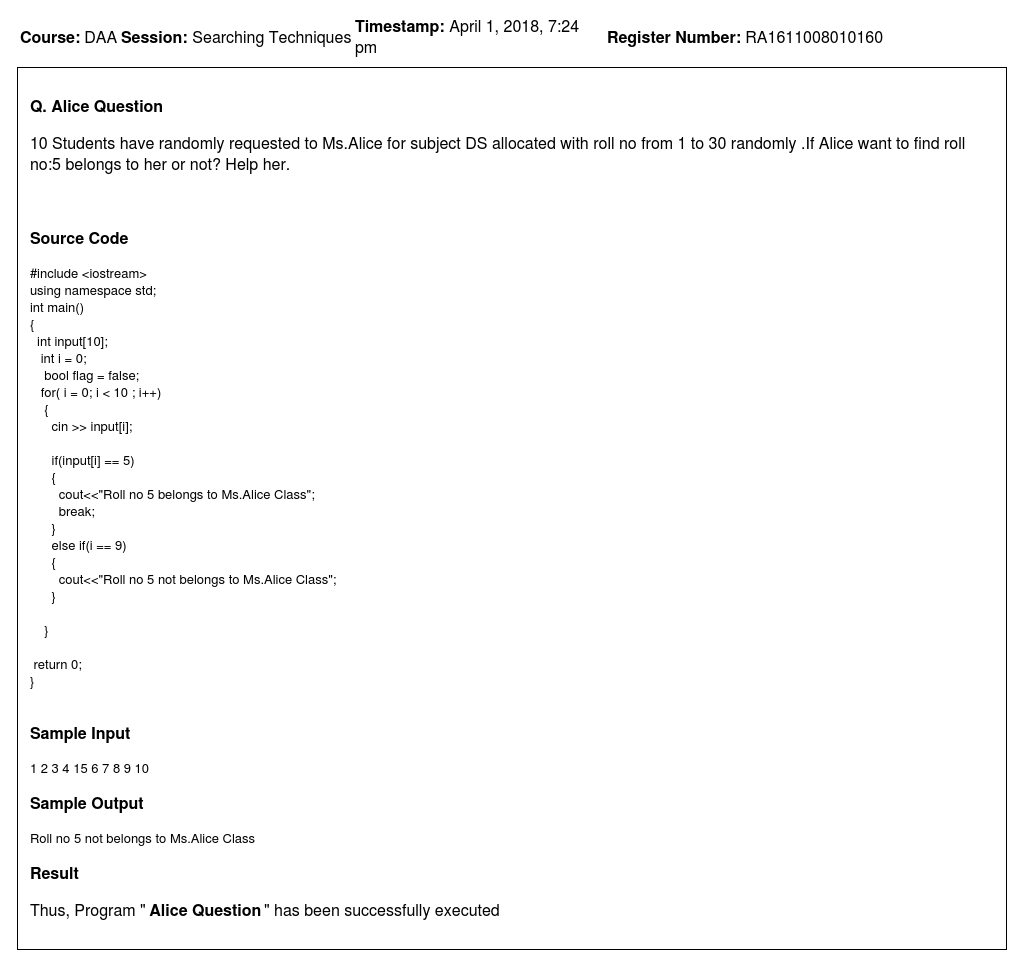 Course: DAA Session: Searching Techniques Timestamp: April 1, 2018, 7:24 pm Register Number: RA1611008010160
Q. Alice Question
10 Students have randomly requested to Ms.Alice for subject DS allocated with roll no from 1 to 30 randomly .If Alice want to find roll
no:5 belongs to her or not? Help her.
Source Code
#include <iostream>
using namespace std;
int main()
{
int input[10];
int i = 0;
bool flag = false;
for( i = 0; i < 10 ; i++)
{
cin >> input[i];
if(input[i] == 5)
{
cout<<"Roll no 5 belongs to Ms.Alice Class";
break;
}
else if(i == 9)
{
cout<<"Roll no 5 not belongs to Ms.Alice Class";
}
}
return 0;
}
Sample Input
1 2 3 4 15 6 7 8 9 10
Sample Output
Roll no 5 not belongs to Ms.Alice Class
Result
Thus, Program " Alice Question " has been successfully executed